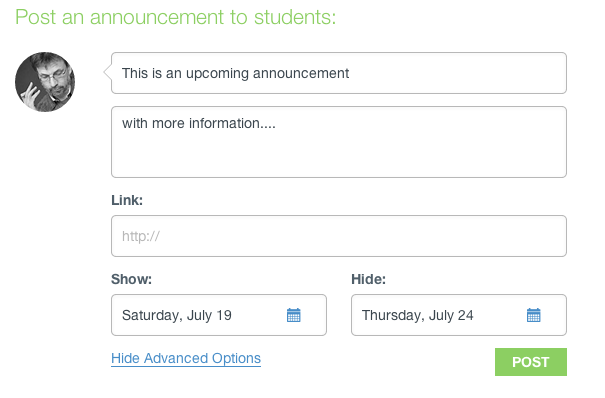 Post an announcement to students:
This is an upcoming announcement
with more information....
Link:
http://
Show:
Hide:
Saturday, July 19
Thursday, July 24
Hide Advanced Options
POST